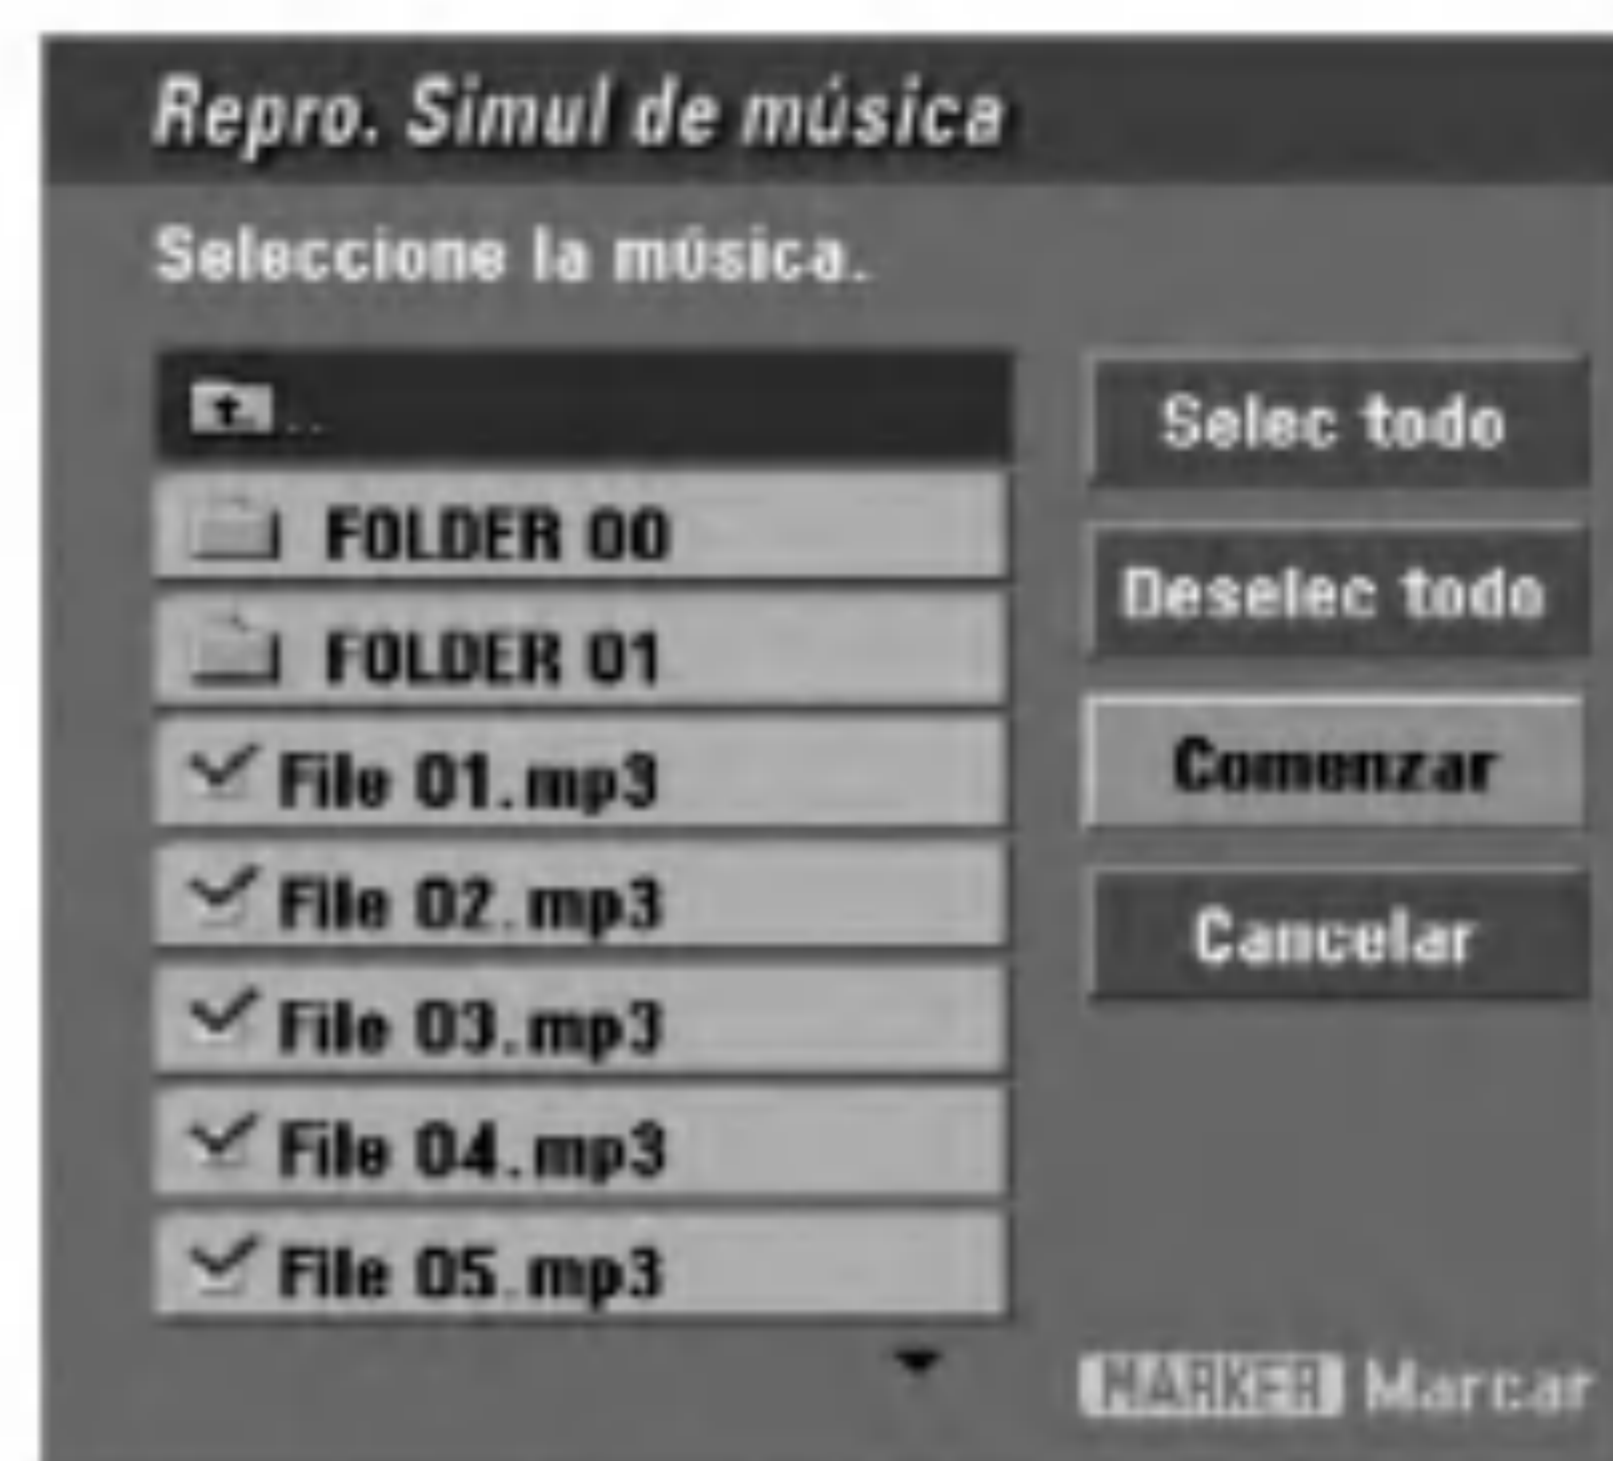 Repro. Simul de música
Seleccione la música.
..
FOLDER 00
FOLDER 01
File 01.mp3
File 02.mp3
File 03.mp3
File 04.mp3
File 05.mp3
Selec todo
Deselec todo
Comenzar
Cancelar
MARKER Marcar